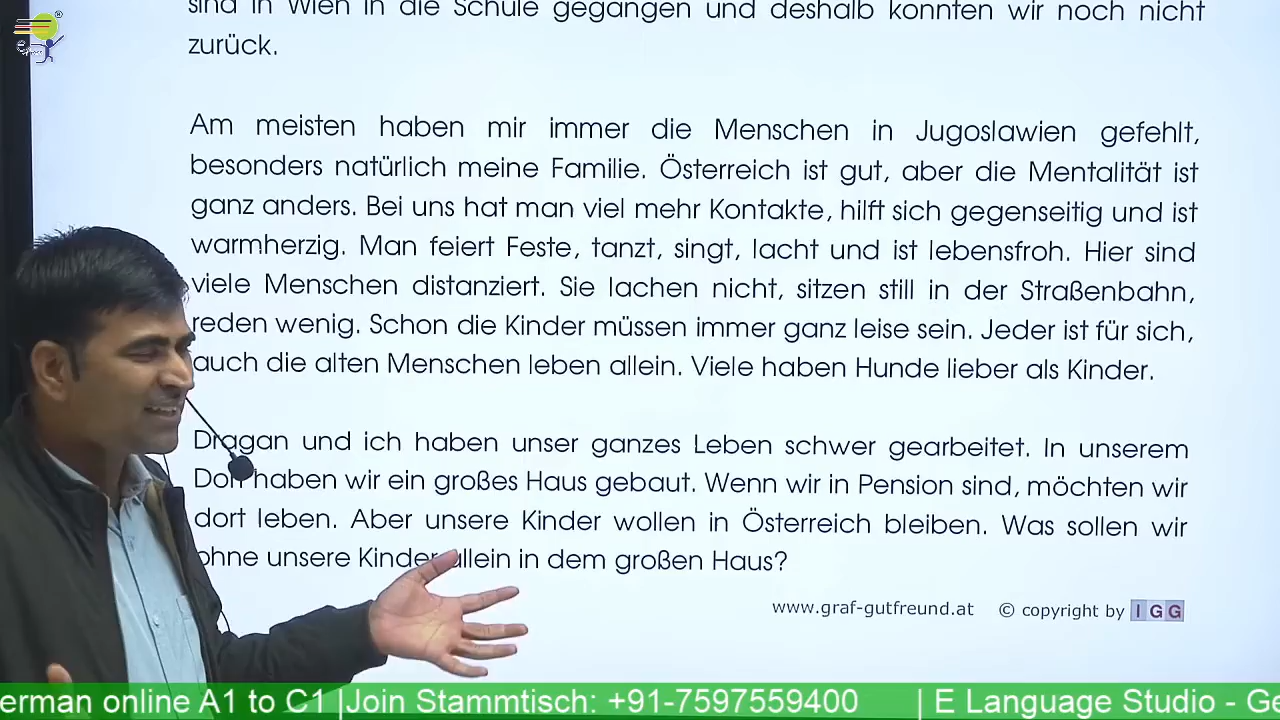 sind in Wien in die Schule gegangen und deshalb konnten wir noch nicht
zurück.
Am meisten haben mir immer die Menschen in Jugoslawien gefehlt,
besonders natürlich meine Familie. Österreich ist gut, aber die Mentalität ist
ganz anders. Bei uns hat man viel mehr Kontakte, hilft sich gegenseitig und ist
warmherzig. Man feiert Feste, tanzt, singt, lacht und ist lebensfroh. Hier sind
viele Menschen distanziert. Sie lachen nicht, sitzen still in der Straßenbahn,
reden wenig. Schon die Kinder müssen immer ganz leise sein. Jeder ist für sich,
auch die alten Menschen leben allein. Viele haben Hunde lieber als Kinder.
Dragan und ich haben unser ganzes Leben schwer gearbeitet. In unserem
Dorf haben wir ein großes Haus gebaut. Wenn wir in Pension sind, möchten wir
dort leben. Aber unsere Kinder wollen in Österreich bleiben. Was sollen wir
ohne unsere Kinder allein in dem großen Haus?
www.graf-gutfreund.at © copyright by IGG
erman online A1 to C1 |Join Stammtisch: +91-7597559400 | E Language Studio - Ge